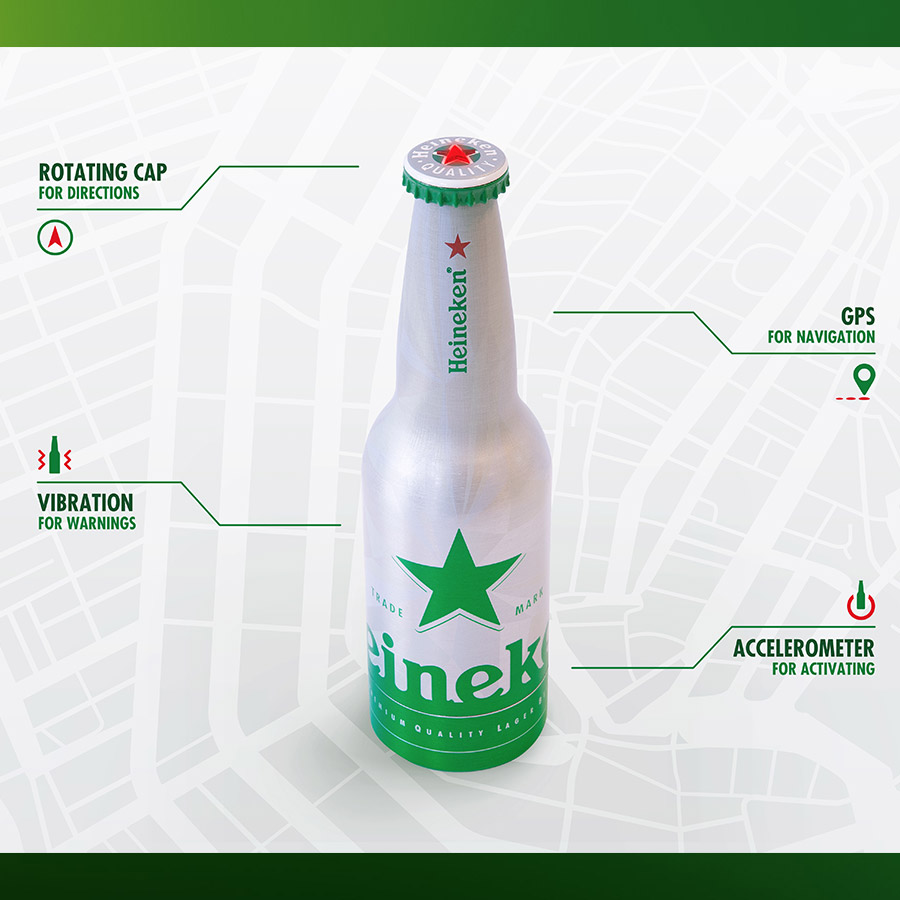 Heineken
QUALITY
ROTATING CAP
FOR DIRECTIONS
Heineken®
GPS
FOR NAVIGATION
VIBRATION
FOR WARNINGS
TRADE MARK
eineke
EMIUM QUALITY LAGER B
ACCELEROMETER
FOR ACTIVATING